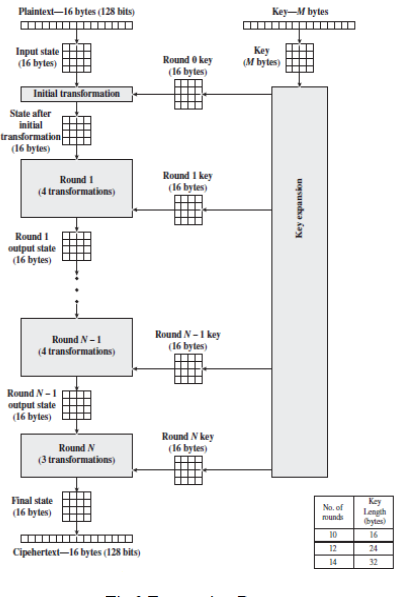 Plaintext—16 bytes (128 bits)
Key—M bytes
Input state
(16 bytes)
Key
(M bytes)
Round 0 key
(16 bytes)
Initial transformation
State after
initial
transformation
(16 bytes)
Round 1
(4 transformations)
Round 1 key
(16 bytes)
Key expansion
Round 1
output state
(16 bytes)
Round N – 1
(4 transformations)
Round N – 1 key
(16 bytes)
Round N – 1
output state
(16 bytes)
Round N
(3 transformations)
Round N key
(16 bytes)
Final state
(16 bytes)
Cipehertext—16 bytes (128 bits)
No. of
rounds
Key
Length
(bytes)
10 16
12 24
14 32